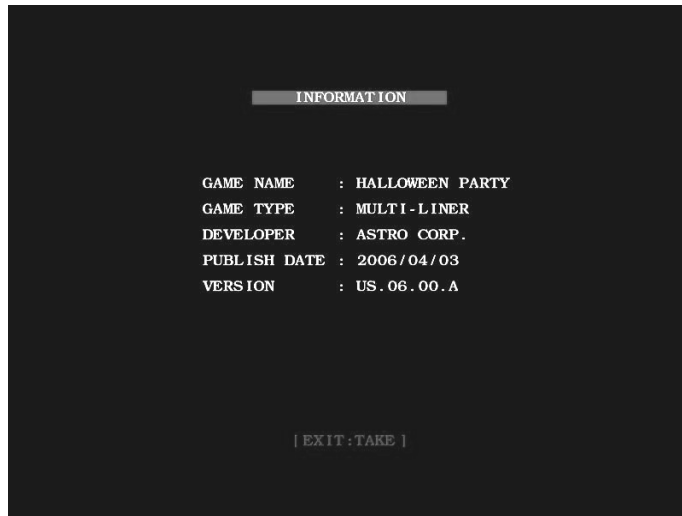 INFORMATION
GAME NAME : HALLOWEEN PARTY
GAME TYPE : MULTI-LINER
DEVELOPER : ASTRO CORP.
PUBLISH DATE : 2006/04/03
VERSION : US.06.00.A
[EXIT:TAKE]